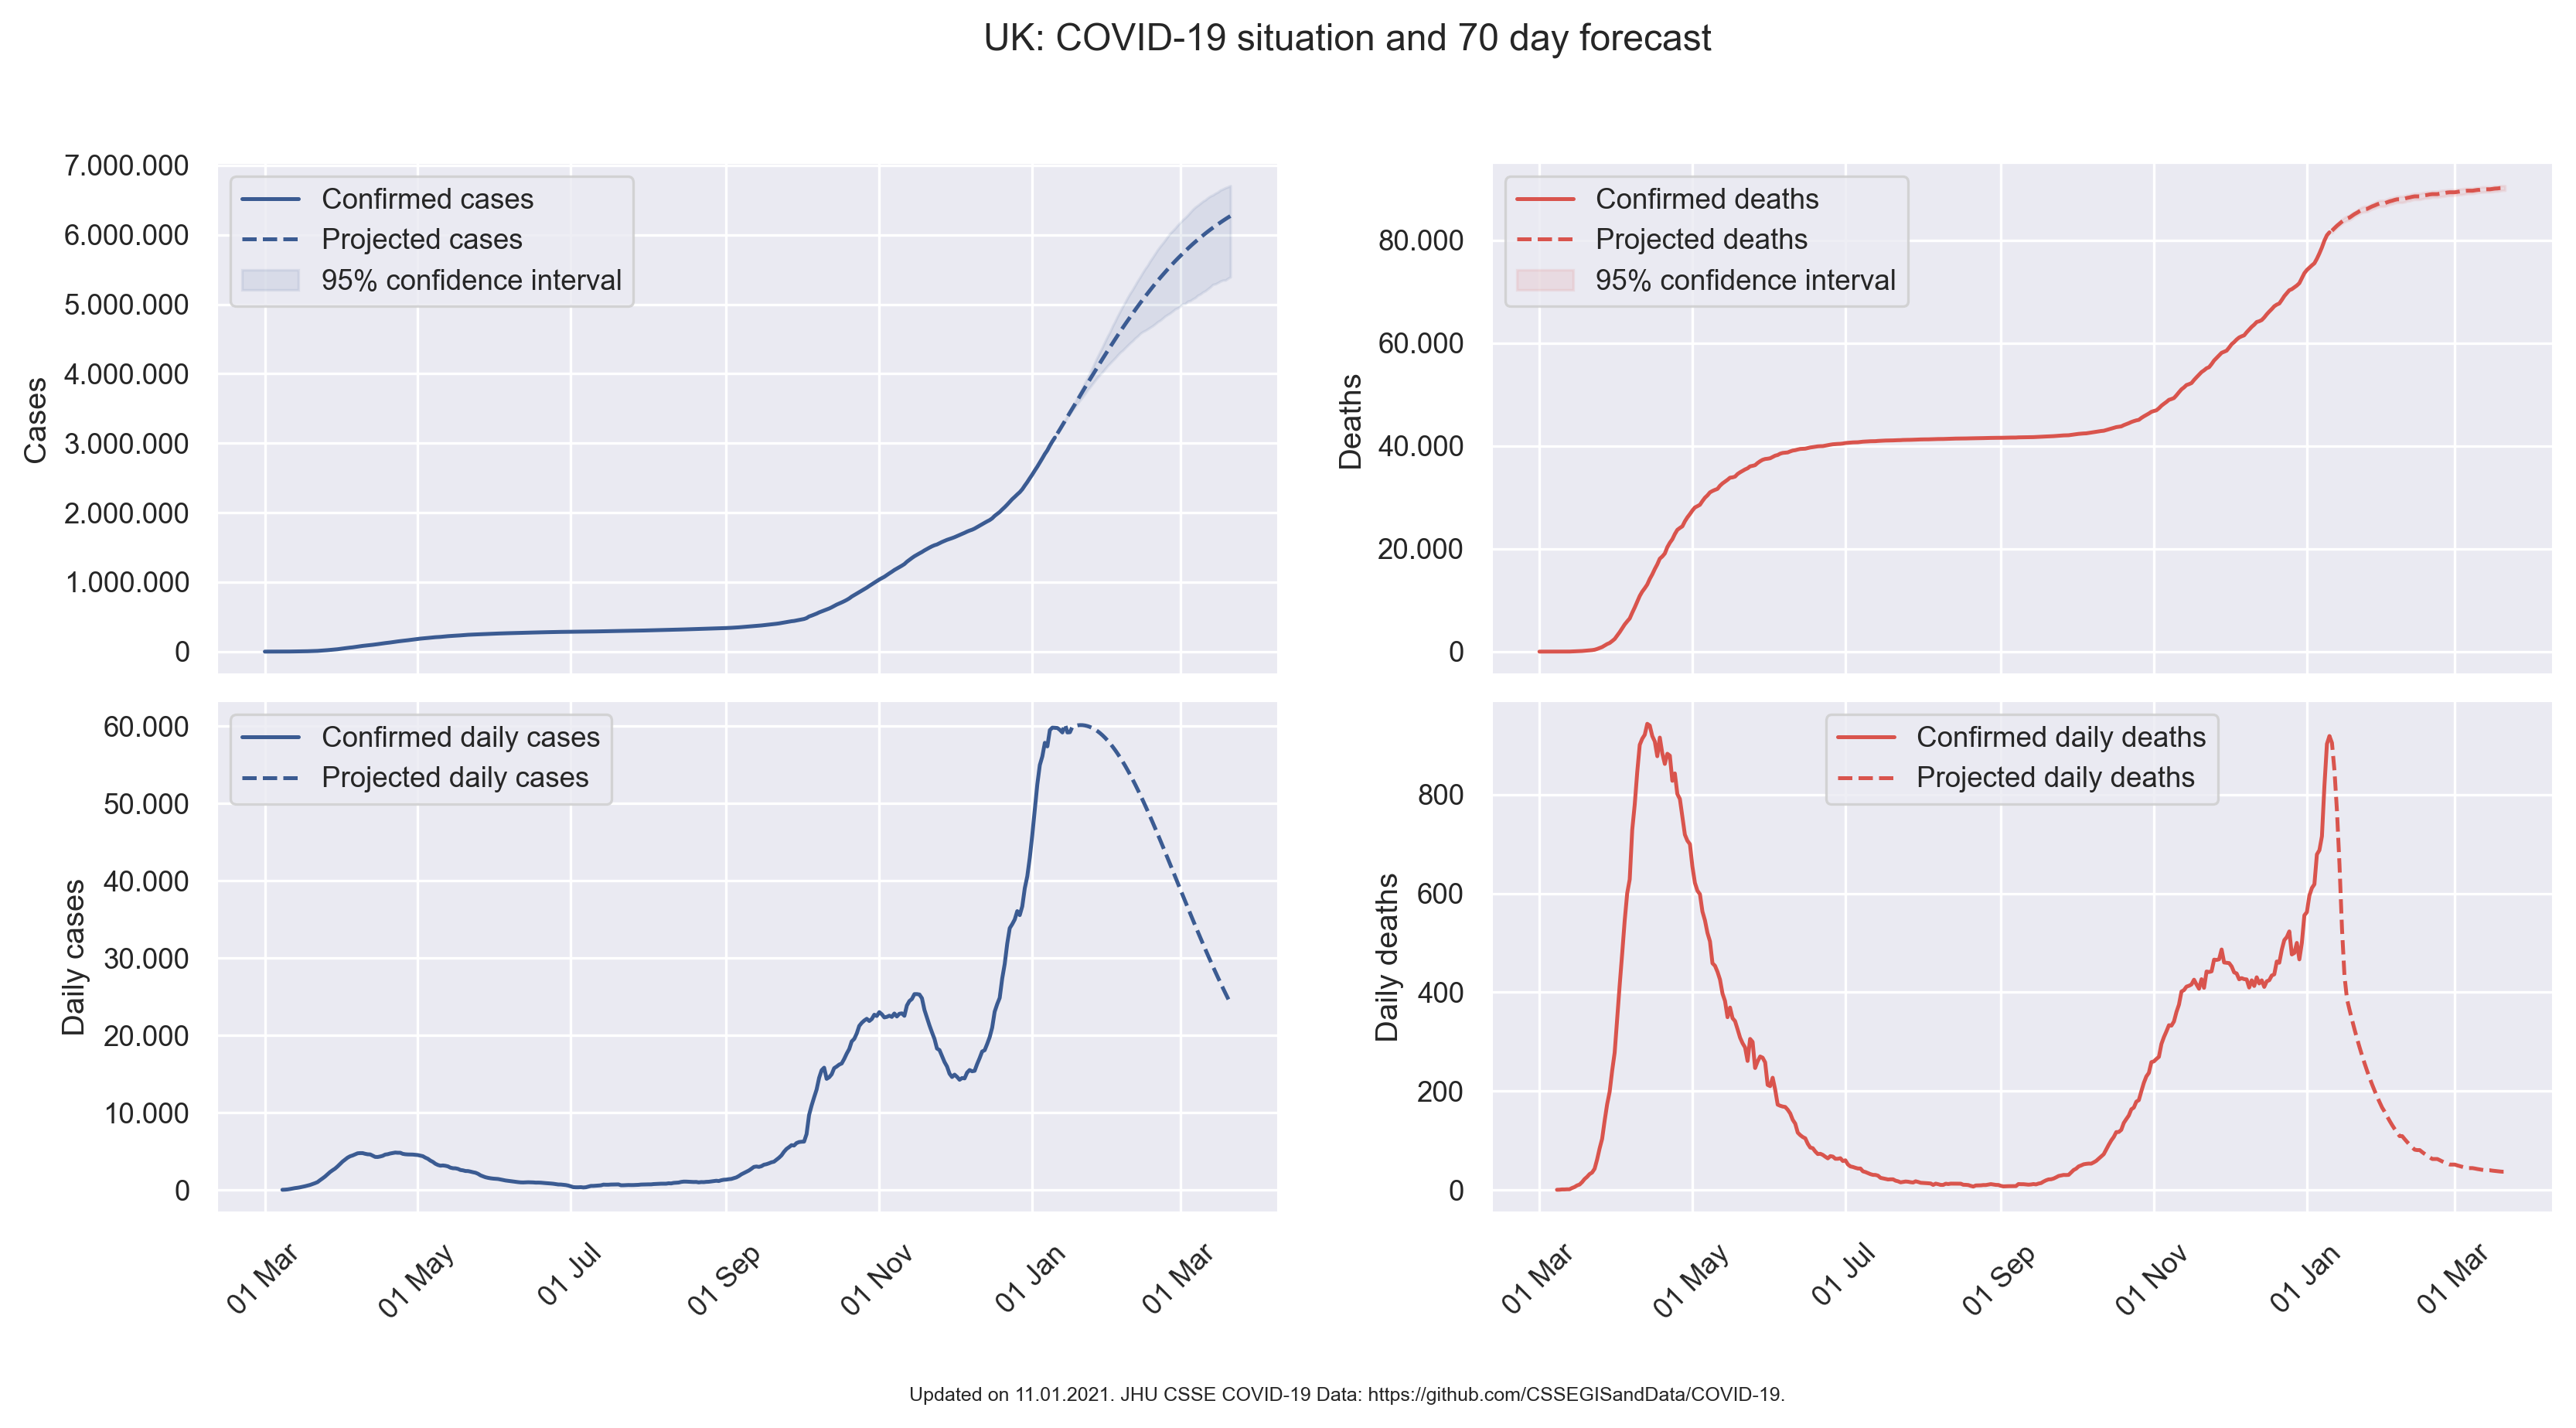 UK: COVID-19 situation and 70 day forecast
7.000.000
6.000.000
5.000.000
4.000.000
3.000.000
2.000.000
1.000.000
0
Cases
Confirmed cases
Projected cases
95% confidence interval
80.000
60.000
40.000
20.000
0
Deaths
Confirmed deaths
Projected deaths
95% confidence interval
60.000
50.000
40.000
30.000
20.000
10.000
0
Daily cases
Confirmed daily cases
Projected daily cases
01 Mar
01 May
01 Jul
01 Sep
01 Nov
01 Jan
01 Mar
800
600
400
200
0
Daily deaths
Confirmed daily deaths
Projected daily deaths
01 Mar
01 May
01 Jul
01 Sep
01 Nov
01 Jan
01 Mar
Updated on 11.01.2021. JHU CSSE COVID-19 Data: https://github.com/CSSEGISandData/COVID-19.